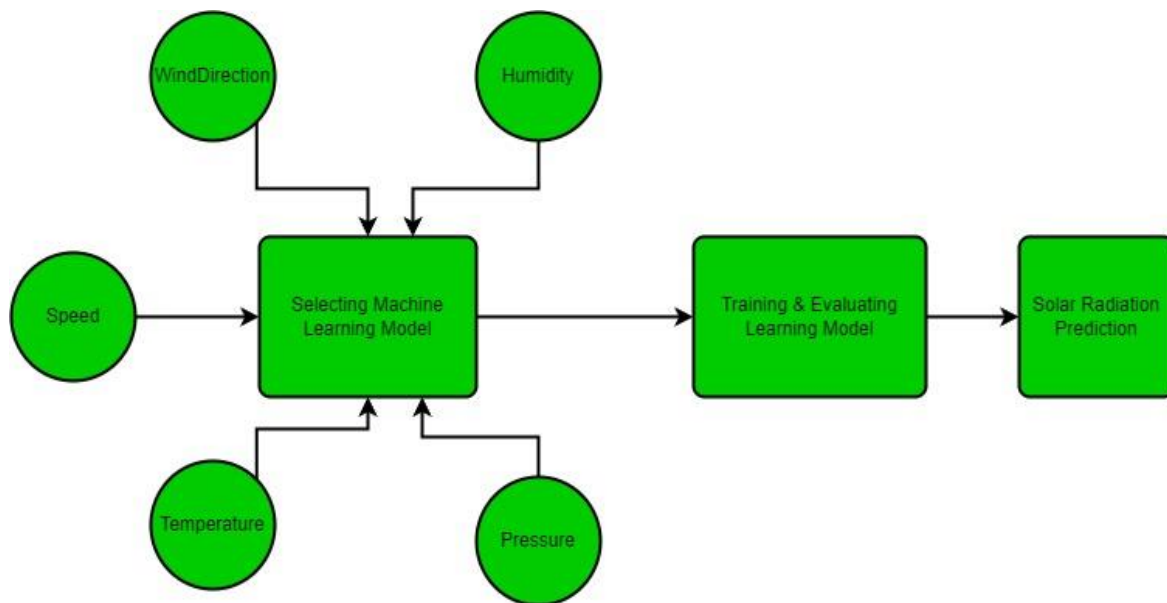 WindDirection
Humidity
Speed
Selecting Machine
Learning Model
Training & Evaluating
Learning Model
Solar Radiation
Prediction
Temperature
Pressure